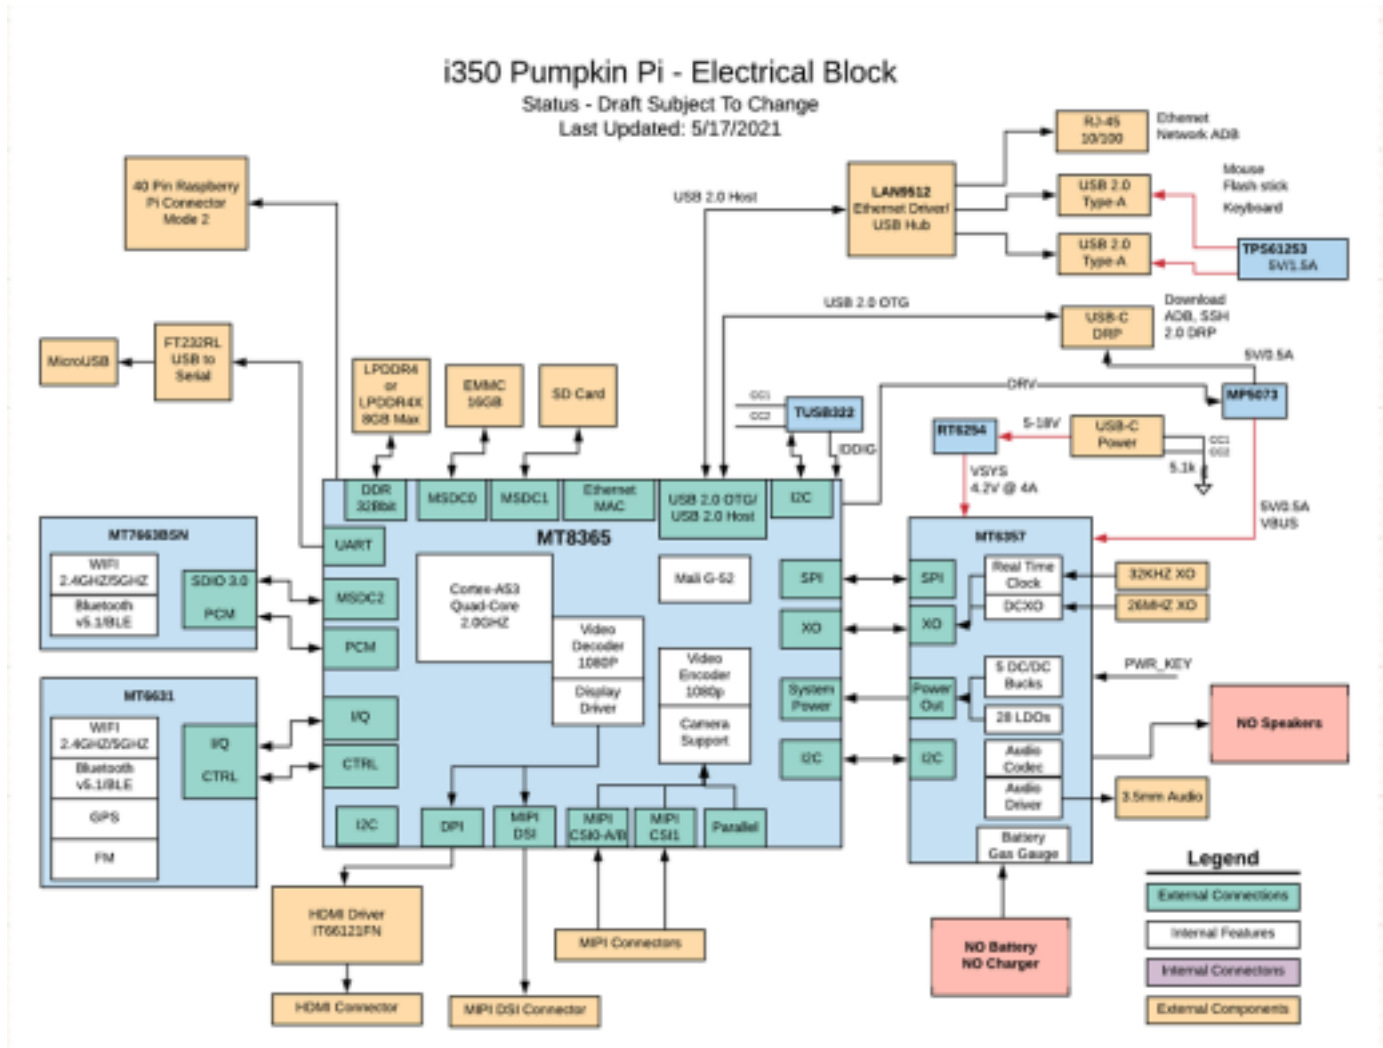 i350 Pumpkin Pi - Electrical Block
Status - Draft Subject To Change
Last Updated: 5/17/2021
40 Pin Raspberry
Pi Connector
Mode 2
MicroUSB
FT232RL
USB to
Serial
LPDDR4
or
LPDDR4X
8GB Max
EMMC
16GB
SD Card
USB 2.0 Host
LAN9512
Ethernet Driver/
USB Hub
RJ-45
10/100
Ethernet
Network ADB
USB 2.0
Type-A
USB 2.0
Type-A
Mouse
Flash stick
Keyboard
TPS61253
5V/1.5A
USB 2.0 OTG
USB-C
DRP
Download
ADB, SSH
2.0 DRP
5V/0.5A
DRV
MP5073
CC1
CC2
TUSB322
IDDIG
RT6254
5-18V
USB-C
Power
CC1
CC2
5.1k
VSYS
4.2V @ 4A
5V/0.5A
VBUS
MT8365
DDR
32Bbit
MSDC0
MSDC1
Ethernet
MAC
USB 2.0 OTG/
USB 2.0 Host
I2C
UART
MSDC2
PCM
I/Q
CTRL
I2C
Cortex-A53
Quad-Core
2.0GHZ
Video
Decoder
1080P
Display
Driver
Mali G-52
Video
Encoder
1080p
Camera
Support
SPI
XO
System
Power
I2C
DPI
MIPI
DSI
MIPI
CSI0-A/B
MIPI
CSI1
Parallel
MT7663BSN
WIFI
2.4GHZ/5GHZ
Bluetooth
v5.1/BLE
SDIO 3.0
PCM
MT6631
WIFI
2.4GHZ/5GHZ
Bluetooth
v5.1/BLE
GPS
FM
I/Q
CTRL
MT6357
SPI
XO
Power
Out
I2C
Real Time
Clock
DCXO
5 DC/DC
Bucks
28 LDOs
Audio
Codec
Audio
Driver
Battery
Gas Gauge
32KHZ XO
26MHZ XO
PWR_KEY
NO Speakers
3.5mm Audio
NO Battery
NO Charger
HDMI Driver
IT66121FN
HDMI Connector
MIPI DSI Connector
MIPI Connectors
Legend
External Connections
Internal Features
Internal Connectons
External Components